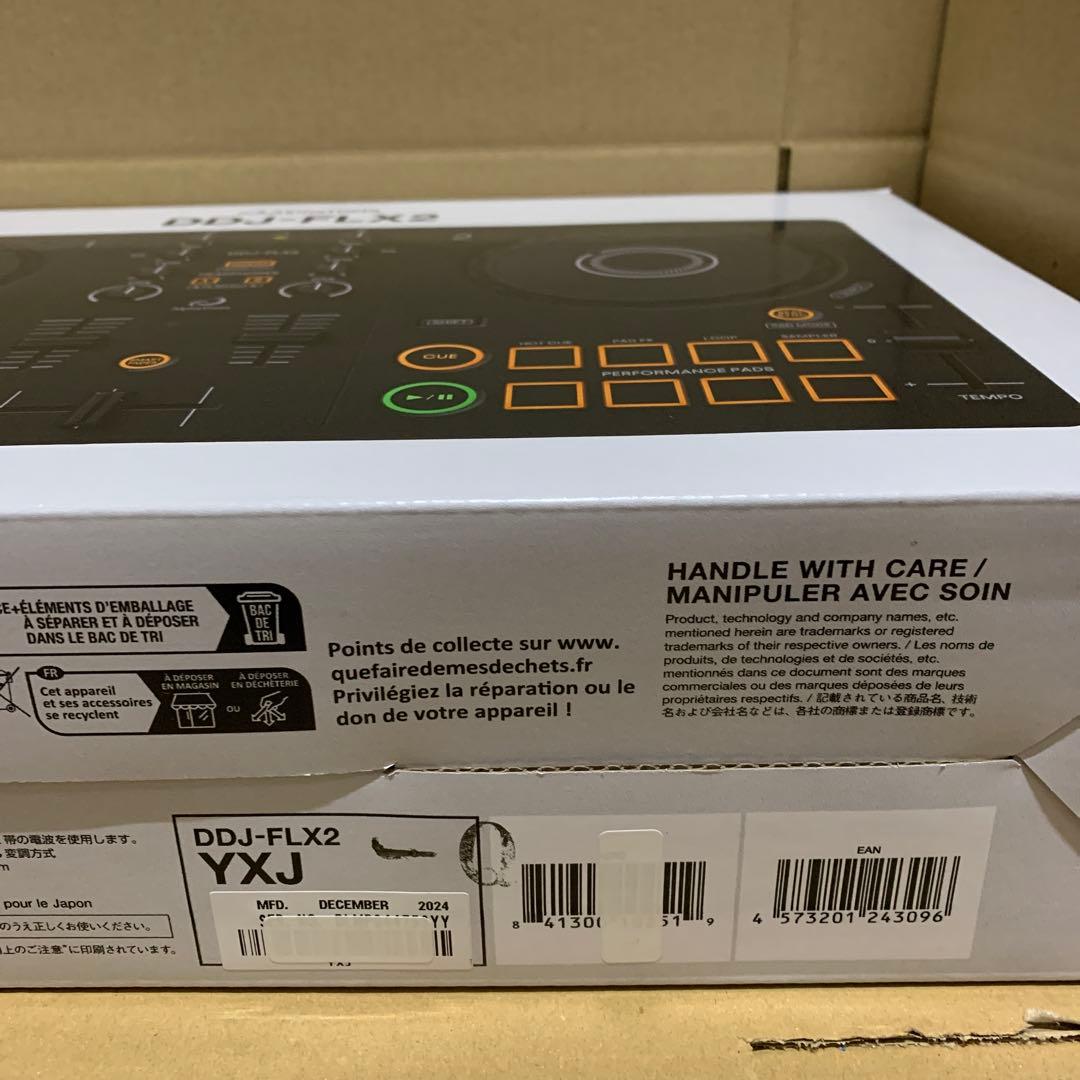 DDJ-FLX2
CUE
HOT CUE
PAD FX
LOOP
SAMPLER
PERFORMANCE PADS
PAD MODE
SHIFT
TEMPO
+ÉLÉMENTS D'EMBALLAGE
À SÉPARER ET À DÉPOSER
DANS LE BAC DE TRI
BAC
DE
TRI
FR
Cet appareil
et ses accessoires
se recyclent
À DÉPOSER
EN MAGASIN
OU
À DÉPOSER
EN DÉCHÈTERIE
Points de collecte sur www.
quefairedemesdechets.fr
Privilégiez la réparation ou le
don de votre appareil !
HANDLE WITH CARE /
MANIPULER AVEC SOIN
Product, technology and company names, etc.
mentioned herein are trademarks or registered
trademarks of their respective owners. / Les noms de
produits, de technologies et de sociétés, etc.
mentionnés dans ce document sont des marques
commerciales ou des marques déposées de leurs
propriétaires respectifs. / 記載されている商品名、技術
名および会社名などは、各社の商標または登録商標です。
帯の電波を使用します。
変調方式
m
pour le Japon
のうえ正しくお使いください。
上のご注意"に印刷されています。
DDJ-FLX2
YXJ
MFD. DECEMBER 2024
YXJ
8 41300 51 9
EAN
4 573201 243096